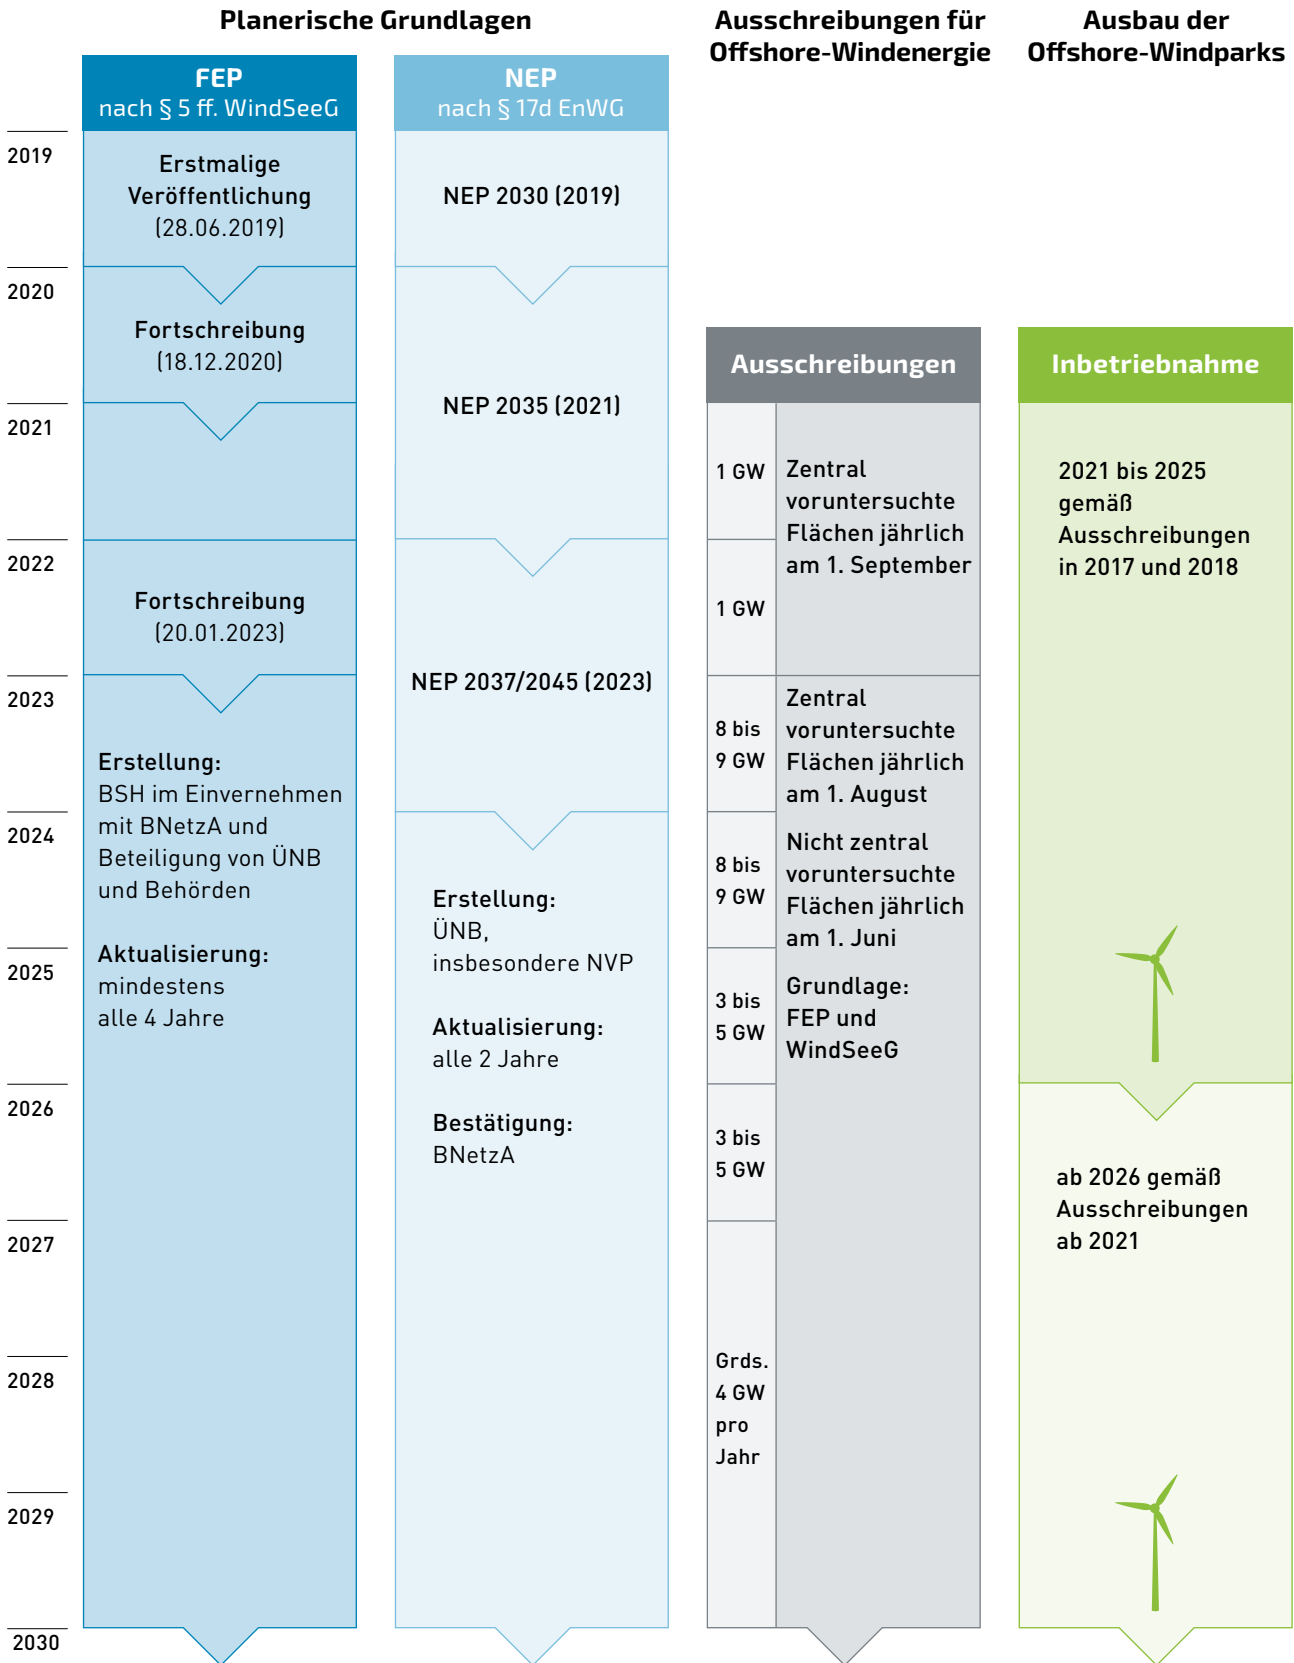 Planerische Grundlagen
Ausschreibungen für
Offshore-Windenergie
Ausbau der
Offshore-Windparks
FEP
nach § 5 ff. WindSeeG
NEP
nach § 17d EnWG
2019
2020
2021
2022
2023
2024
2025
2026
2027
2028
2029
2030
Erstmalige
Veröffentlichung
(28.06.2019)
Fortschreibung
(18.12.2020)
Fortschreibung
(20.01.2023)
Erstellung:
BSH im Einvernehmen
mit BNetzA und
Beteiligung von ÜNB
und Behörden
Aktualisierung:
mindestens
alle 4 Jahre
NEP 2030 (2019)
NEP 2035 (2021)
NEP 2037/2045 (2023)
Erstellung:
ÜNB,
insbesondere NVP
Aktualisierung:
alle 2 Jahre
Bestätigung:
BNetzA
Ausschreibungen
1 GW
1 GW
8 bis
9 GW
8 bis
9 GW
3 bis
5 GW
3 bis
5 GW
Grds.
4 GW
pro
Jahr
Zentral
voruntersuchte
Flächen jährlich
am 1. September
Zentral
voruntersuchte
Flächen jährlich
am 1. August
Nicht zentral
voruntersuchte
Flächen jährlich
am 1. Juni
Grundlage:
FEP und
WindSeeG
Inbetriebnahme
2021 bis 2025
gemäß
Ausschreibungen
in 2017 und 2018
ab 2026 gemäß
Ausschreibungen
ab 2021